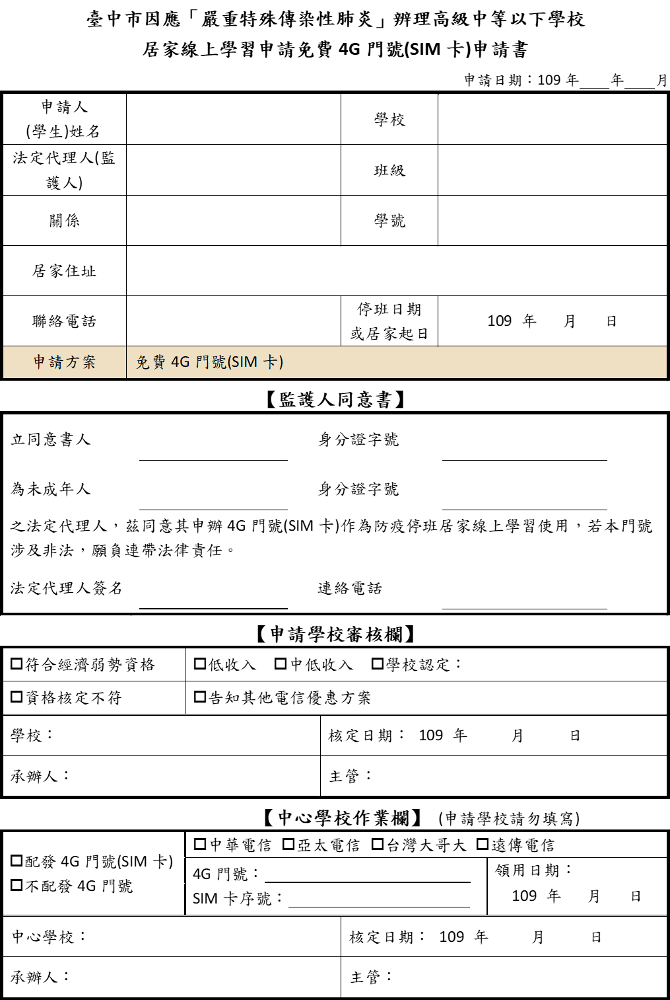 臺中市因應「嚴重特殊傳染性肺炎」辨理高級中等以下學校
居家線上學習申請免費 4G 門號(SIM 卡)申請書
申請日期：109 年____年____月
申請人
(學生)姓名
學校
法定代理人(監
護人)
班級
關係
學號
居家住址
聯絡電話
停班日期
或居家起日
109 年 月 日
申請方案
免費 4G 門號(SIM 卡)
【監護人同意書】
立同意書人 身分證字號
為未成年人 身分證字號
之法定代理人，茲同意其申辦 4G 門號(SIM 卡)作為防疫停班居家線上學習使用，若本門號
涉及非法，願負連帶法律責任。
法定代理人簽名 連絡電話
【申請學校審核欄】
□符合經濟弱勢資格
□低收入 □中低收入 □學校認定：
□資格核定不符
□告知其他電信優惠方案
學校：
核定日期： 109 年 月 日
承辦人：
主管：
【中心學校作業欄】 (申請學校請勿填寫)
□配發 4G 門號(SIM 卡)
□不配發 4G 門號
□中華電信 □亞太電信 □台灣大哥大 □遠傳電信
4G 門號：
SIM 卡序號：
領用日期：
109 年 月 日
中心學校：
核定日期： 109 年 月 日
承辦人：
主管：